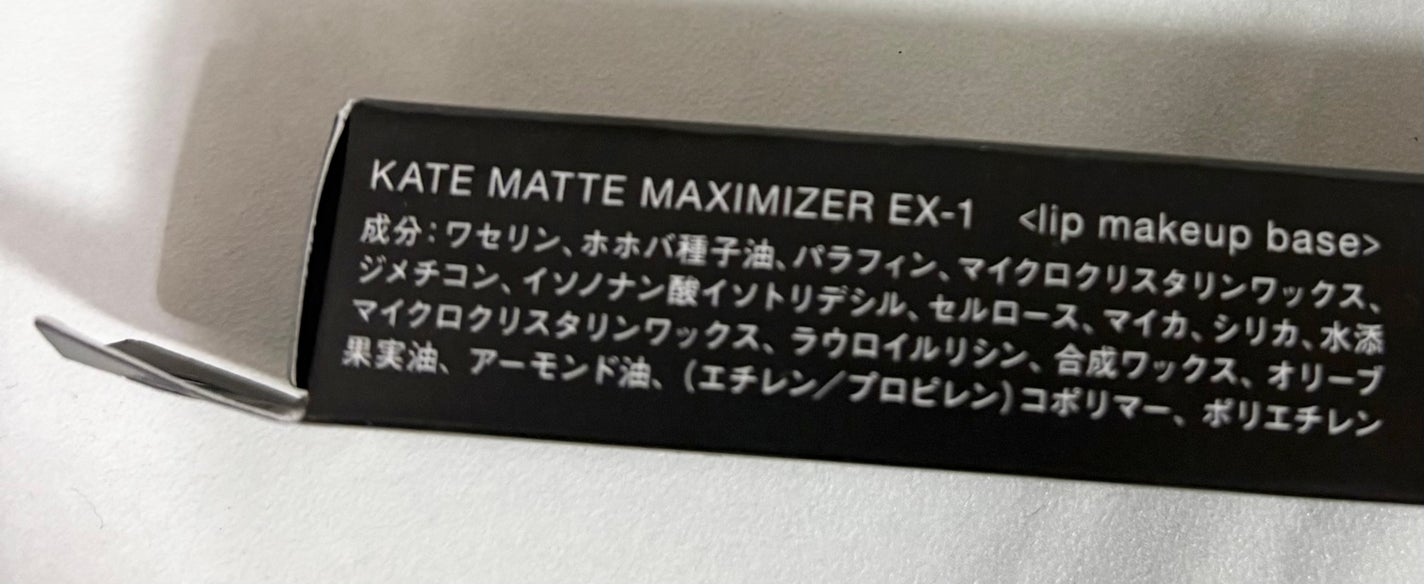 KATE MATTE MAXIMIZER EX-1 <lip makeup base>
成分：ワセリン、ホホバ種子油、パラフィン、マイクロクリスタリンワックス、
ジメチコン、イソノナン酸イソトリデシル、セルロース、マイカ、シリカ、水添
マイクロクリスタリンワックス、ラウロイルリシン、合成ワックス、オリーブ
果実油、アーモンド油、(エチレン／プロピレン)コポリマー、ポリエチレン